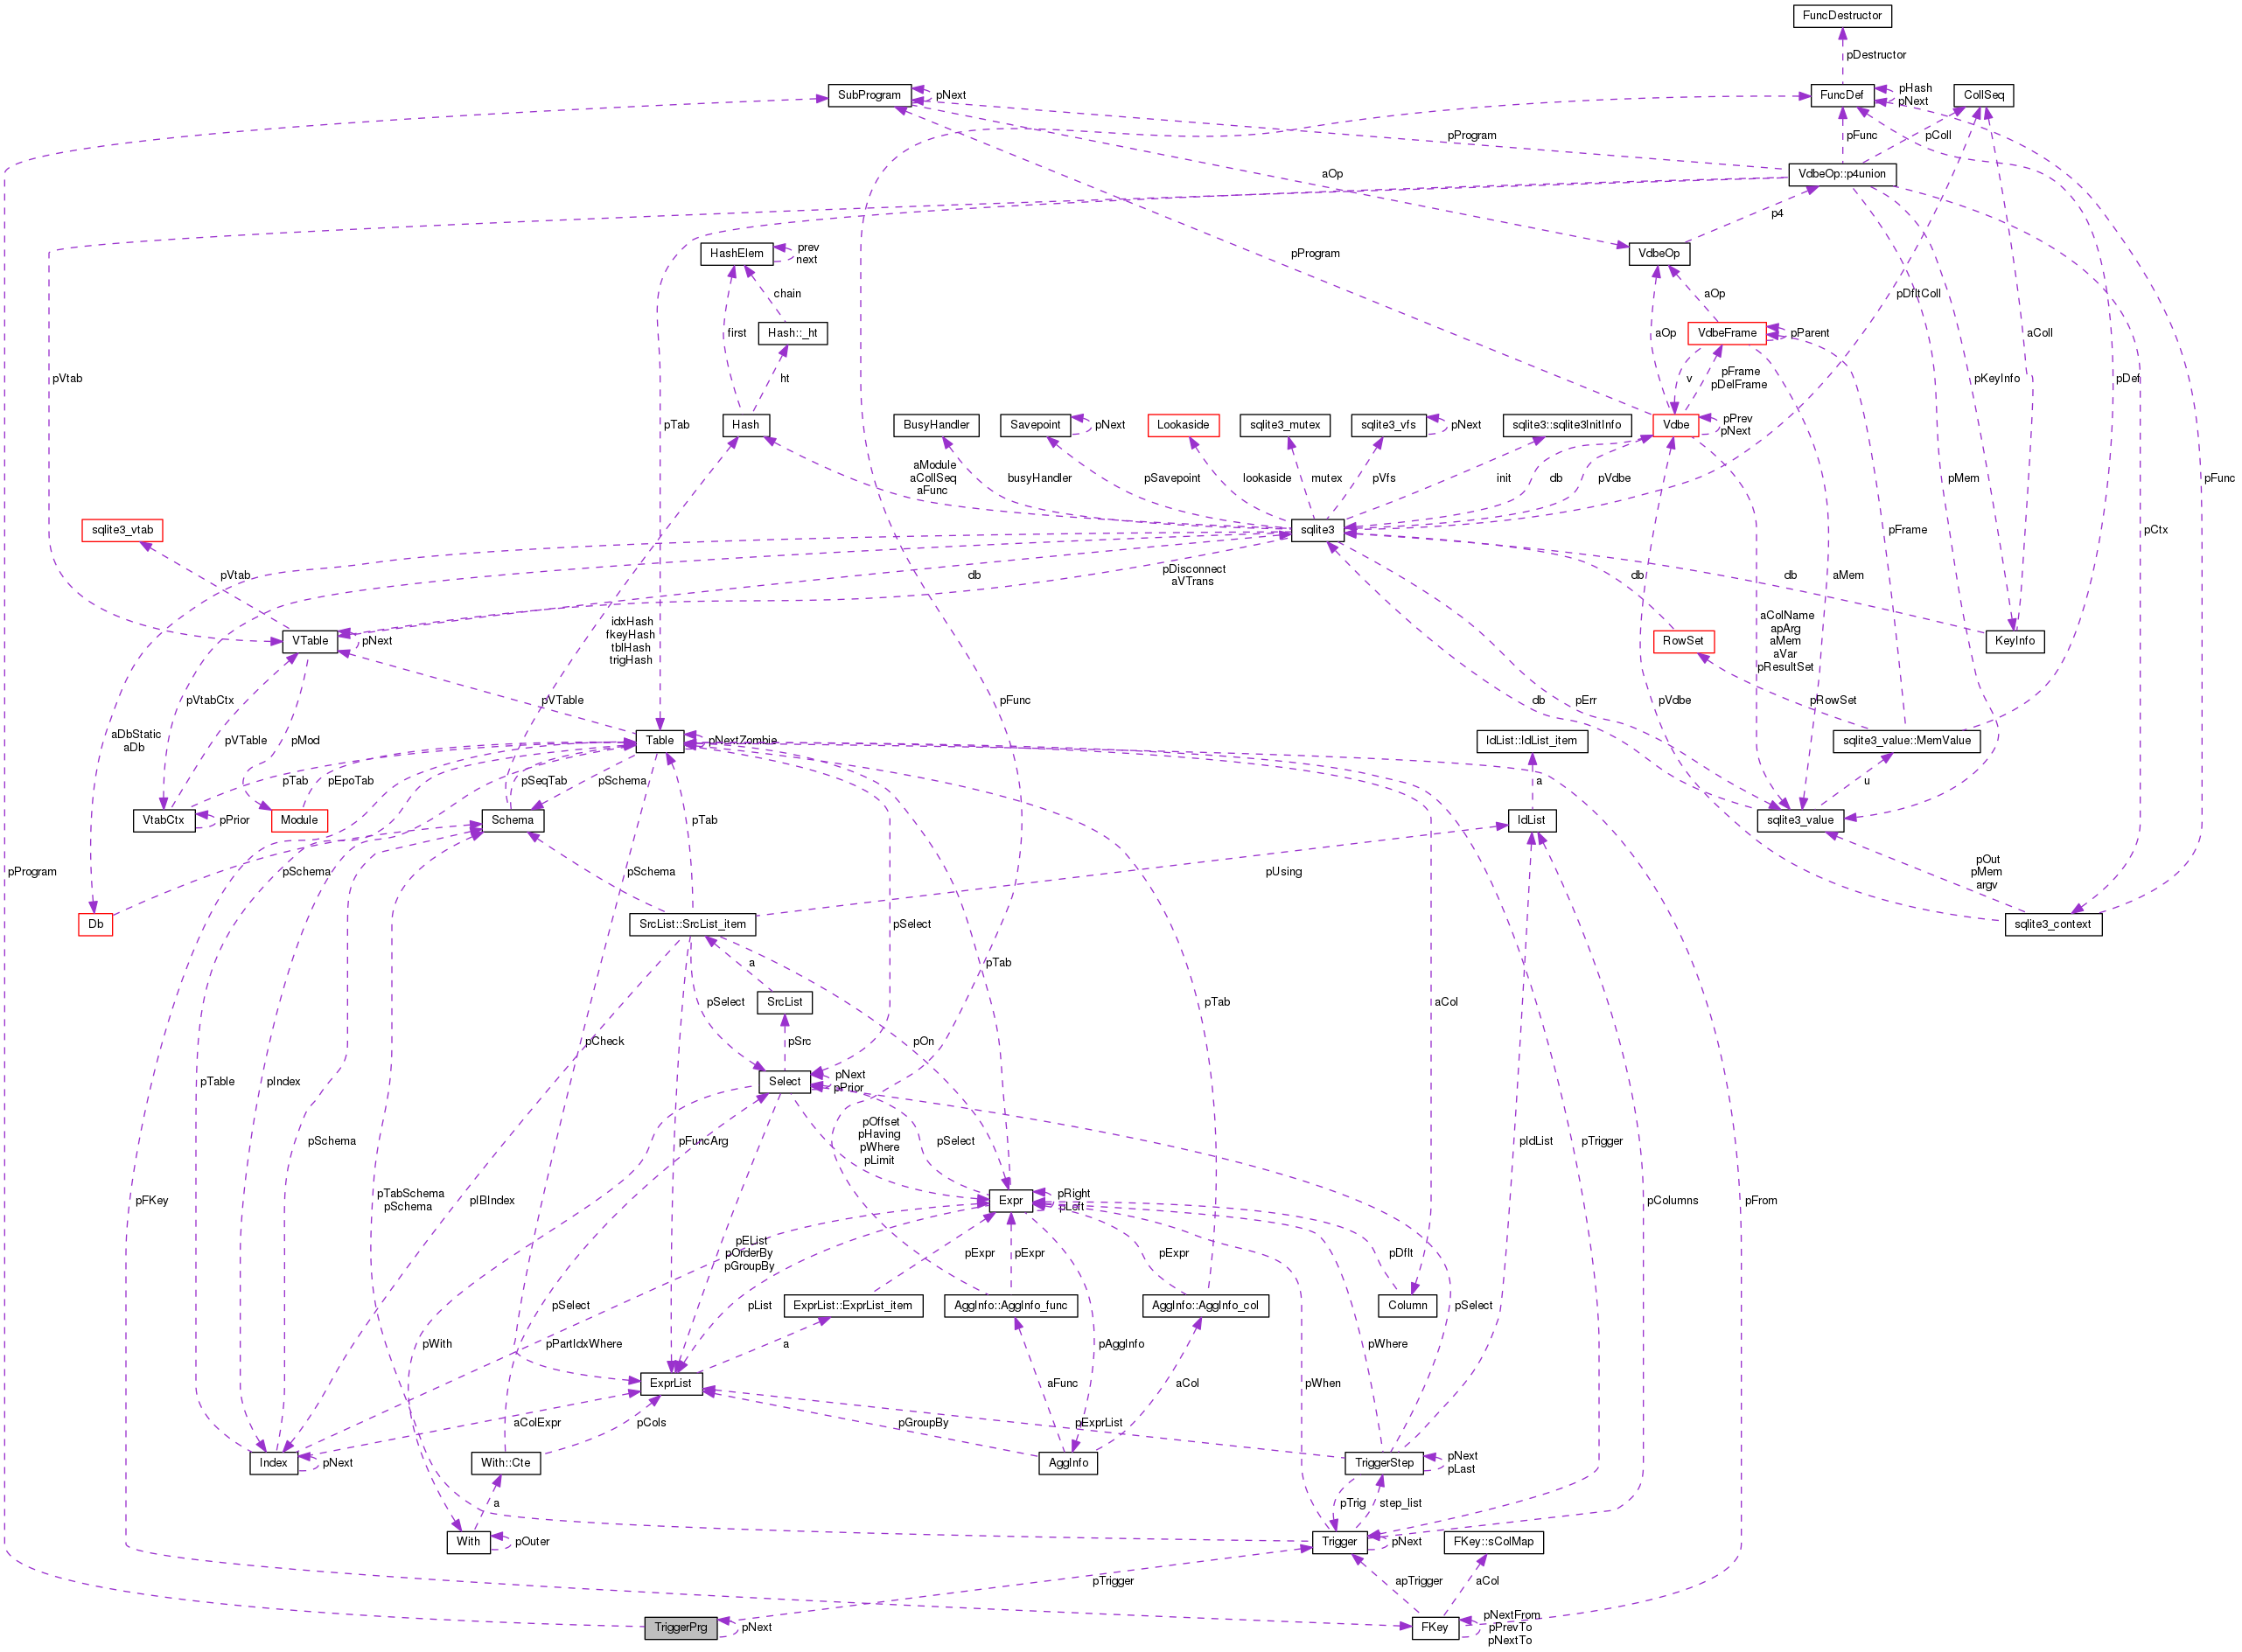 FuncDestructor
pDestructor
SubProgram
pNext
FuncDef
pHash
pNext
CollSeq
pProgram
pFunc
pColl
aOp
VdbeOp::p4union
p4
HashElem
prev
next
VdbeOp
pProgram
chain
aOp
pDfltColl
first
Hash::_ht
aOp
VdbeFrame
pParent
aColl
ht
v
pFrame
pDelFrame
pKeyInfo
pDef
pVtab
pTab
Hash
BusyHandler
Savepoint
pNext
Lookaside
sqlite3_mutex
sqlite3_vfs
pNext
sqlite3::sqlite3InitInfo
Vdbe
pPrev
pNext
aModule
aCollSeq
aFunc
busyHandler
pSavepoint
lookaside
mutex
pVfs
init
db
pVdbe
pMem
pFunc
sqlite3_vtab
sqlite3
pFrame
pCtx
pVtab
db
pDisconnect
aVTrans
db
aMem
db
idxHash
fkeyHash
tblHash
trigHash
aColName
apArg
aMem
aVar
pResultSet
VTable
pNext
RowSet
KeyInfo
pVtabCtx
pVTable
pFunc
db
pErr
pVdbe
pRowSet
aDbStatic
aDb
pVTable
pMod
Table
pNextZombie
IdList::IdList_item
sqlite3_value::MemValue
pTab
pEpoTab
pSeqTab
pSchema
a
u
VtabCtx
pPrior
Module
Schema
pTab
IdList
sqlite3_value
pProgram
pSchema
pSchema
pUsing
pOut
pMem
argv
Db
SrcList::SrcList_item
pSelect
sqlite3_context
a
pTab
SrcList
pSelect
pTab
aCol
pCheck
pSrc
pOn
pTable
pIndex
Select
pNext
pPrior
pSchema
pFuncArg
pOffset
pHaving
pWhere
pLimit
pSelect
pIdList
pTrigger
pFKey
pTabSchema
pSchema
pIBIndex
Expr
pRight
pLeft
pColumns
pFrom
pEList
pOrderBy
pGroupBy
pExpr
pExpr
pExpr
pDflt
pSelect
pList
ExprList::ExprList_item
AggInfo::AggInfo_func
AggInfo::AggInfo_col
Column
pSelect
pWith
pPartIdxWhere
a
pAggInfo
pWhere
ExprList
aFunc
aCol
pWhen
aColExpr
pCols
pGroupBy
pExprList
Index
pNext
With::Cte
AggInfo
TriggerStep
pNext
pLast
a
pTrig
step_list
With
pOuter
Trigger
pNext
FKey::sColMap
pTrigger
apTrigger
aCol
TriggerPrg
pNext
FKey
pNextFrom
pPrevTo
pNextTo